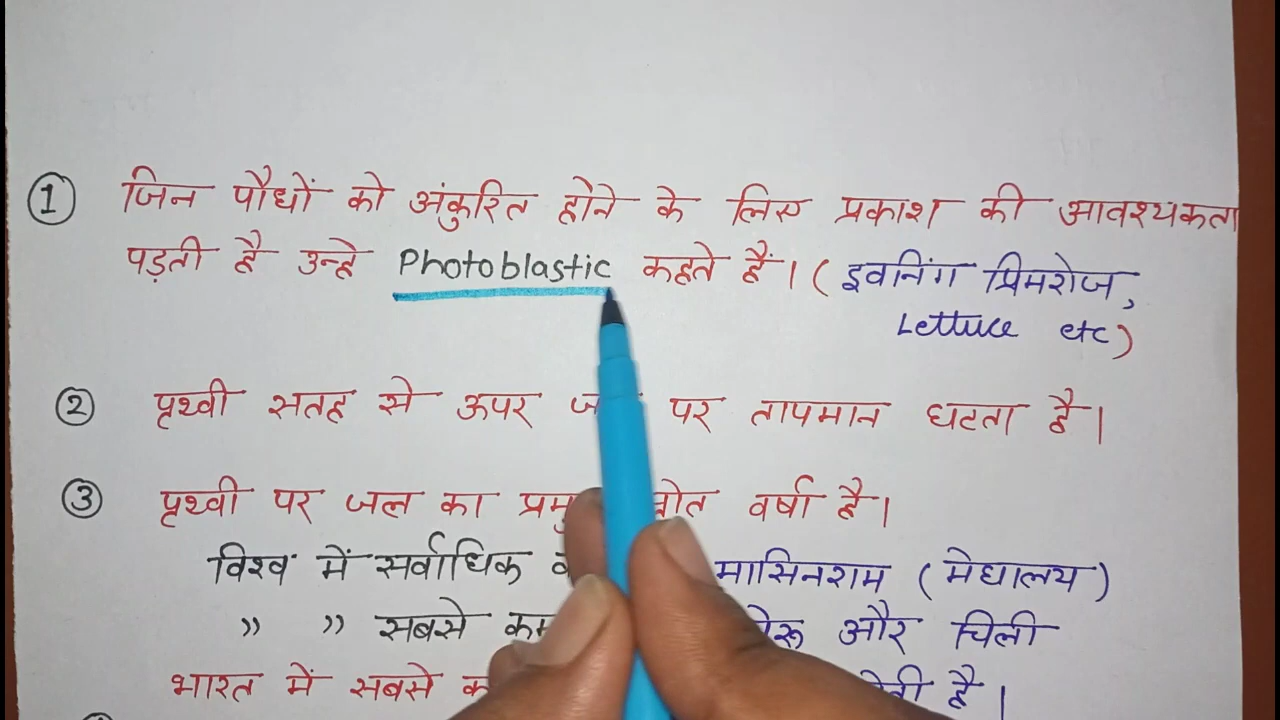 ① जिन पौधों को अंकुरित होने के लिए प्रकाश की आवश्यकता
पड़ती है उन्हे Photoblastic कहते हैं। (इवनिंग प्रिमरोज,
Lettuce etc)
② पृथ्वी सतह से ऊपर पर तापमान घटता है।
③ पृथ्वी पर जल का वर्षा है।
विश्व में सर्वाधिक मासिनराम (मेघालय)
,, ,, सबसे और चिली
भारत में सबसे है।